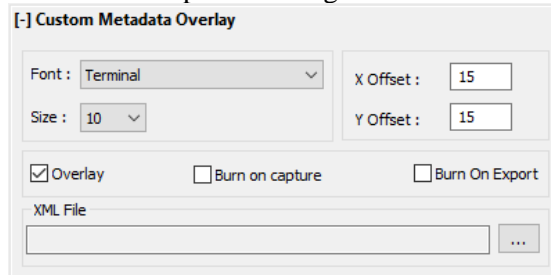 [-] Custom Metadata Overlay
Font : Terminal
X Offset : 15
Size : 10
Y Offset : 15
Overlay Burn on capture Burn On Export
XML File
...